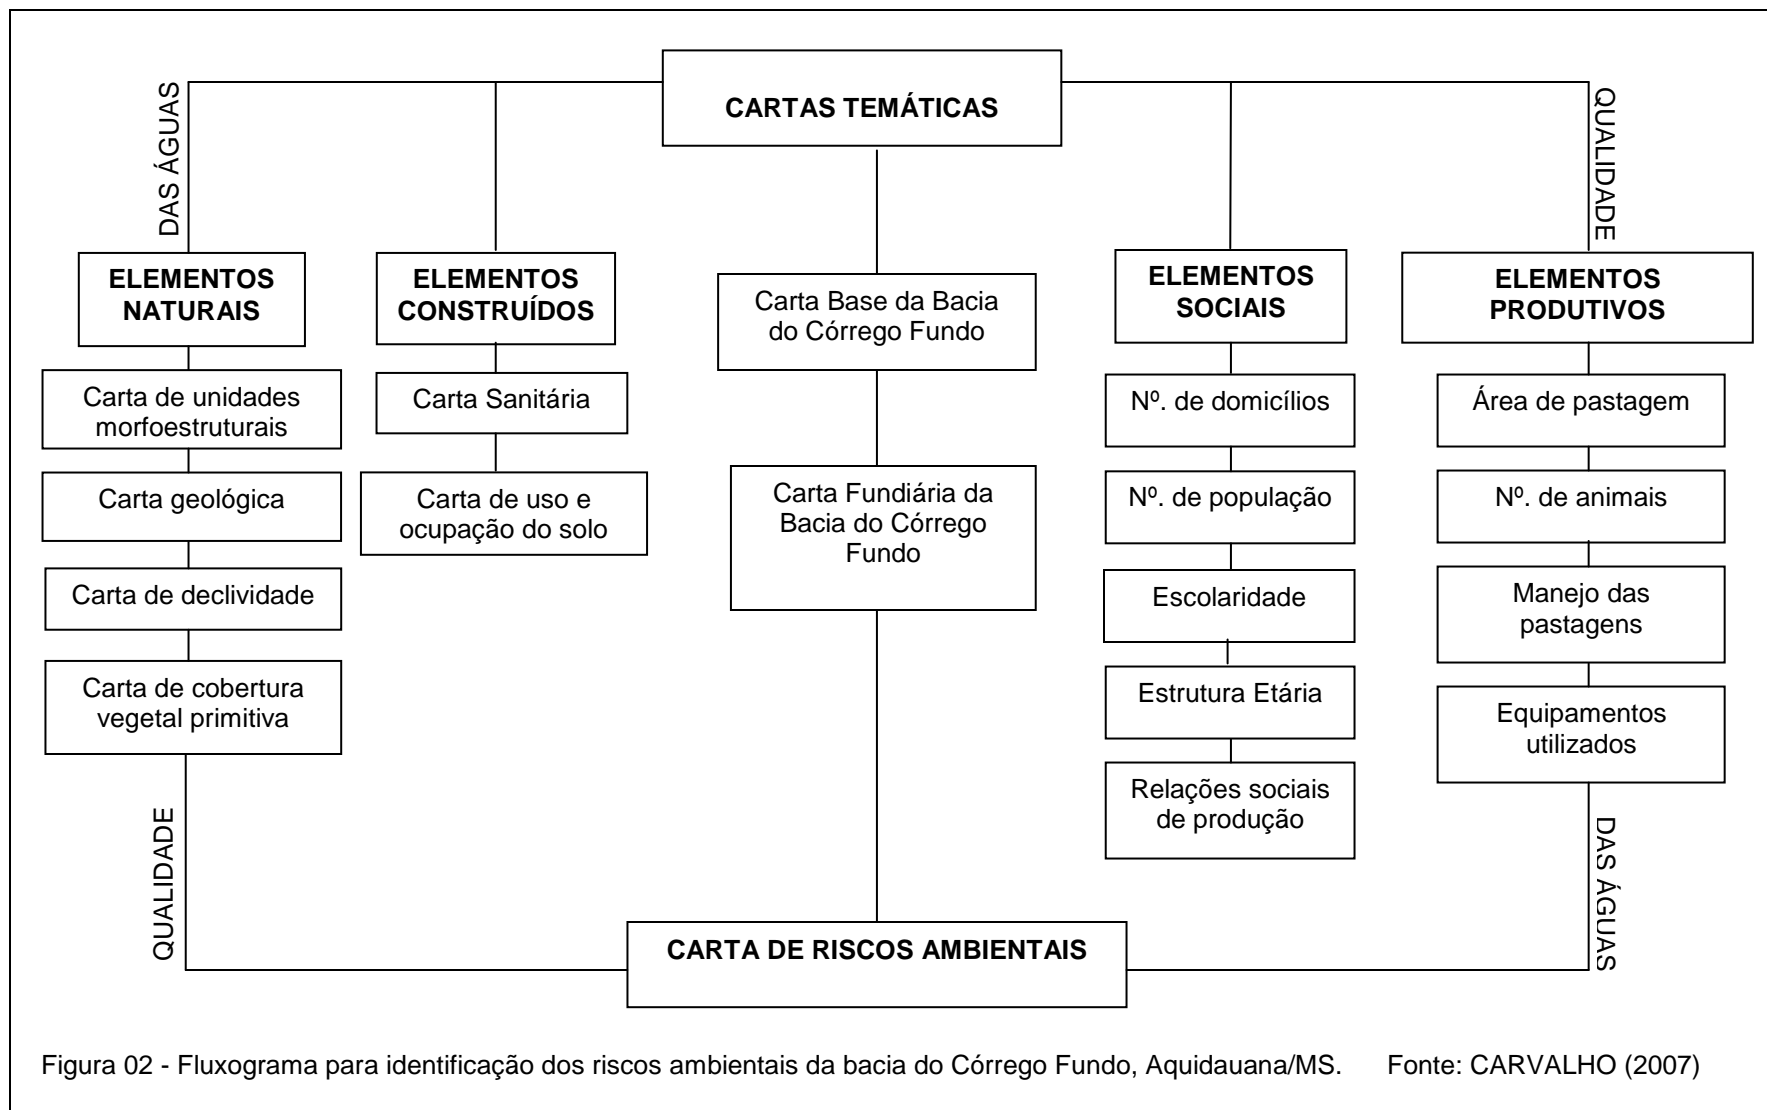 CARTAS TEMÁTICAS
DAS ÁGUAS
QUALIDADE
ELEMENTOS
NATURAIS
ELEMENTOS
CONSTRUÍDOS
Carta Base da Bacia
do Córrego Fundo
ELEMENTOS
SOCIAIS
ELEMENTOS
PRODUTIVOS
Carta de unidades
morfoestruturais
Carta geológica
Carta de declividade
Carta de cobertura
vegetal primitiva
Carta Sanitária
Carta de uso e
ocupação do solo
Carta Fundiária da
Bacia do Córrego
Fundo
Nº. de domicílios
Nº. de população
Escolaridade
Estrutura Etária
Relações sociais
de produção
Área de pastagem
Nº. de animais
Manejo das
pastagens
Equipamentos
utilizados
QUALIDADE
DAS ÁGUAS
CARTA DE RISCOS AMBIENTAIS
Figura 02 - Fluxograma para identificação dos riscos ambientais da bacia do Córrego Fundo, Aquidauana/MS. Fonte: CARVALHO (2007)